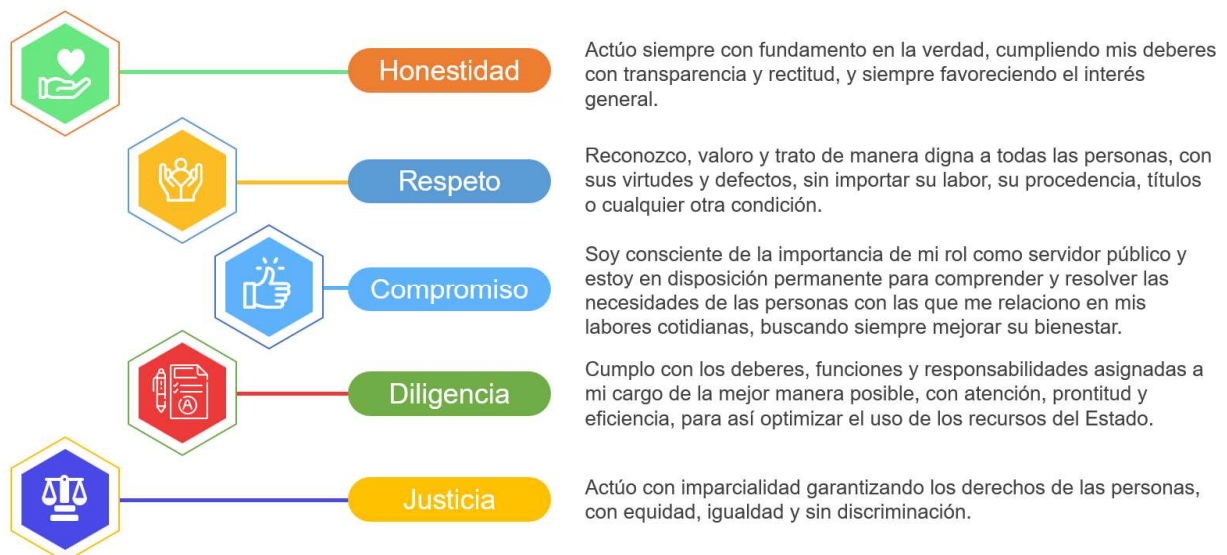 Honestidad
Actúo siempre con fundamento en la verdad, cumpliendo mis deberes
con transparencia y rectitud, y siempre favoreciendo el interés
general.
Respeto
Reconozco, valoro y trato de manera digna a todas las personas, con
sus virtudes y defectos, sin importar su labor, su procedencia, títulos
o cualquier otra condición.
Compromiso
Soy consciente de la importancia de mi rol como servidor público y
estoy en disposición permanente para comprender y resolver las
necesidades de las personas con las que me relaciono en mis
labores cotidianas, buscando siempre mejorar su bienestar.
A
Diligencia
Cumplo con los deberes, funciones y responsabilidades asignadas a
mi cargo de la mejor manera posible, con atención, prontitud y
eficiencia, para así optimizar el uso de los recursos del Estado.
Justicia
Actúo con imparcialidad garantizando los derechos de las personas,
con equidad, igualdad y sin discriminación.